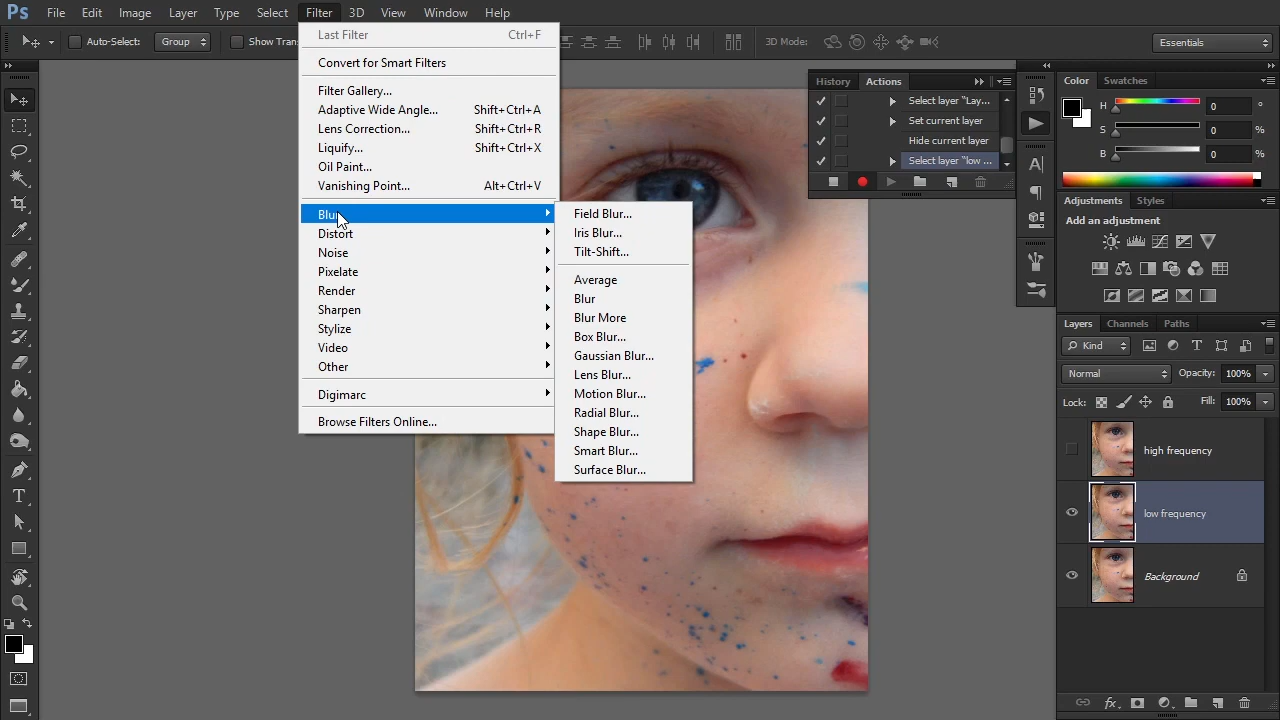 Ps File Edit Image Layer Type Select Filter 3D View Window Help
Auto-Select: Group Show Tran 3D Mode: Essentials
Last Filter Ctrl+F
Convert for Smart Filters
Filter Gallery...
Adaptive Wide Angle... Shift+Ctrl+A
Lens Correction... Shift+Ctrl+R
Liquify... Shift+Ctrl+X
Oil Paint...
Vanishing Point... Alt+Ctrl+V
Blur
Distort
Noise
Pixelate
Render
Sharpen
Stylize
Video
Other
Digimarc
Browse Filters Online...
Field Blur...
Iris Blur...
Tilt-Shift...
Average
Blur
Blur More
Box Blur...
Gaussian Blur...
Lens Blur...
Motion Blur...
Radial Blur...
Shape Blur...
Smart Blur...
Surface Blur...
History Actions
Select layer "Lay...
Set current layer
Hide current layer
Select layer "low ...
Color Swatches
H 0 °
S 0 %
B 0 %
Adjustments Styles
Add an adjustment
Layers Channels Paths
Kind
Normal Opacity: 100%
Lock: Fill: 100%
high frequency
low frequency
Background
fx